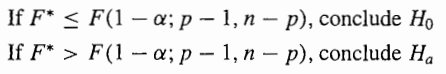 If F* ≤ F(1 − α; p − 1, n − p), conclude H₀
If F* > F(1 − α; p − 1, n − p), conclude Hₐ